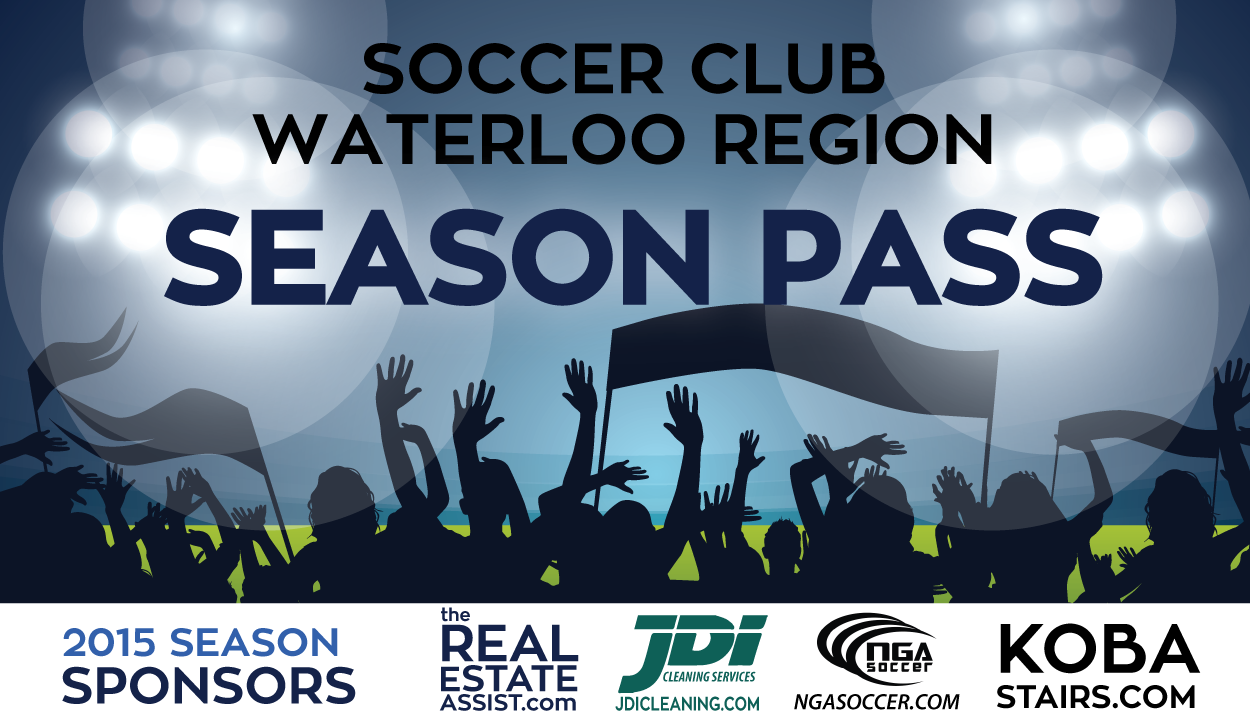 SOCCER CLUB
WATERLOO REGION
SEASON PASS
2015 SEASON
SPONSORS
the
REAL
ESTATE
ASSIST.com
JDI
CLEANING SERVICES
JDICLEANING.COM
NGA
soccer
NGASOCCER.COM
KOBA
STAIRS.COM